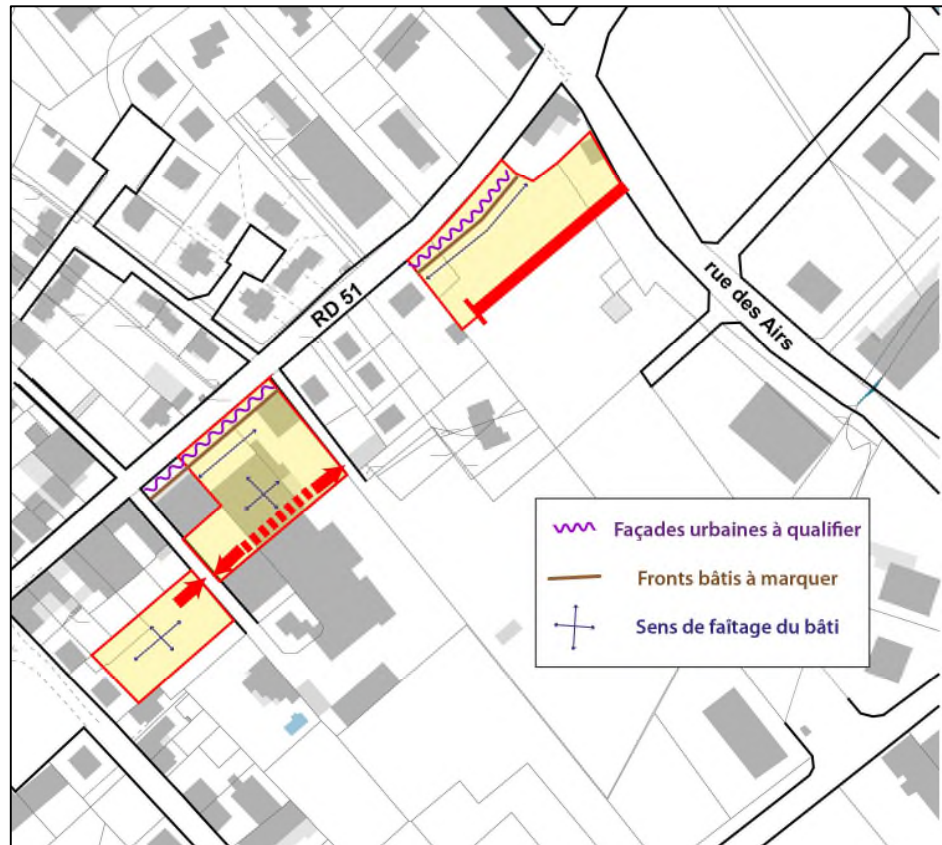 RD 51
rue des Airs
Façades urbaines à qualifier
Fronts bâtis à marquer
Sens de faîtage du bâti